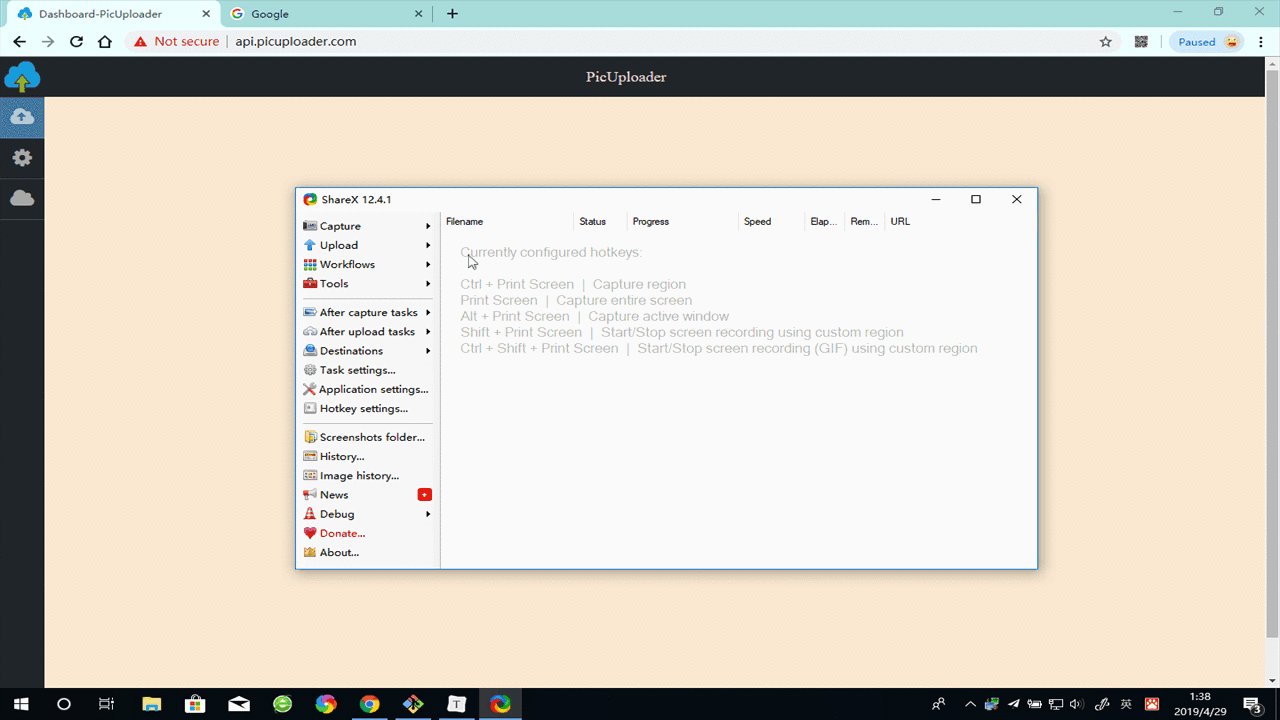 Dashboard-PicUploader
Google
Not secure
api.picuploader.com
Paused
PicUploader
ShareX 12.4.1
Capture
Upload
Workflows
Tools
After capture tasks
After upload tasks
Destinations
Task settings...
Application settings...
Hotkey settings...
Screenshots folder...
History...
Image history...
News
Debug
Donate...
About...
Filename Status Progress Speed Elap... Rem... URL
Currently configured hotkeys:
Ctrl + Print Screen | Capture region
Print Screen | Capture entire screen
Alt + Print Screen | Capture active window
Shift + Print Screen | Start/Stop screen recording using custom region
Ctrl + Shift + Print Screen | Start/Stop screen recording (GIF) using custom region
T
英
1:38
2019/4/29
3